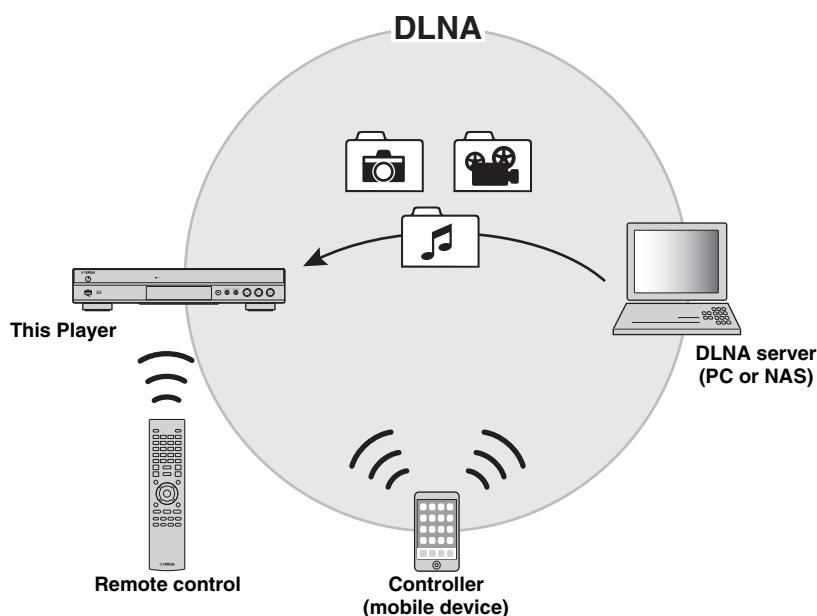 DLNA
This Player
DLNA server
(PC or NAS)
Remote control
Controller
(mobile device)